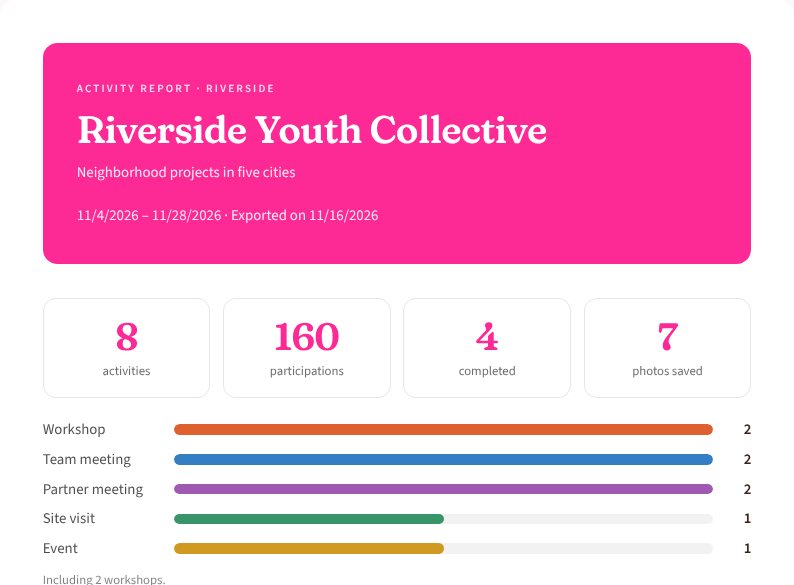 ACTIVITY REPORT · RIVERSIDE
Riverside Youth Collective
Neighborhood projects in five cities
11/4/2026 – 11/28/2026 · Exported on 11/16/2026
8
activities
160
participations
4
completed
7
photos saved
Workshop 2
Team meeting 2
Partner meeting 2
Site visit 1
Event 1
Including 2 workshops.